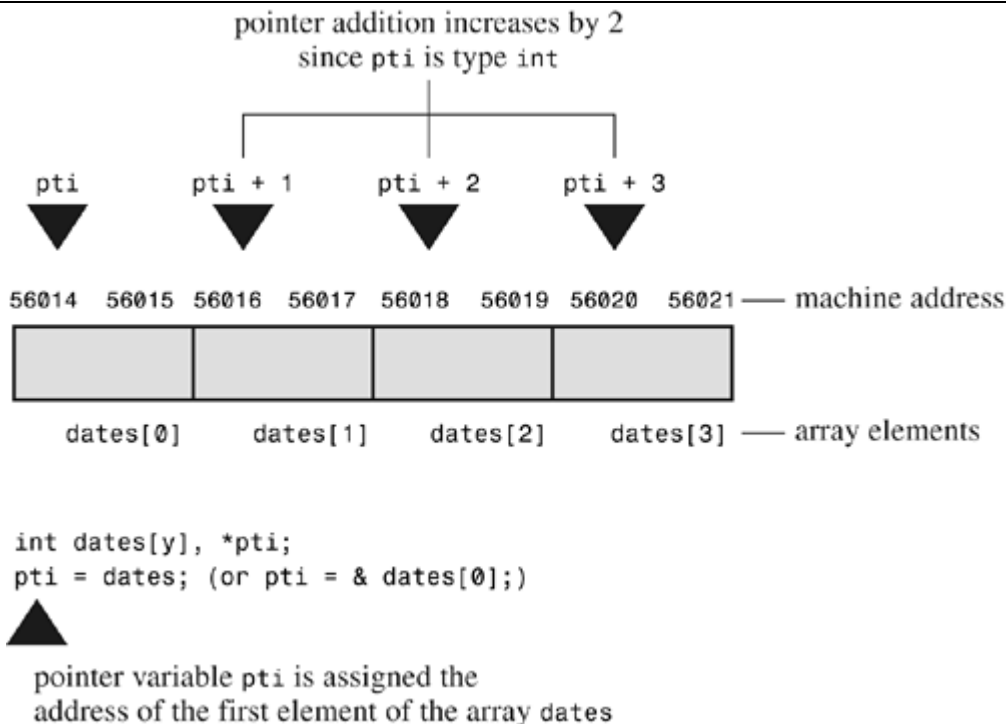 pointer addition increases by 2
since pti is type int
pti pti + 1 pti + 2 pti + 3
56014 56015 56016 56017 56018 56019 56020 56021 machine address
dates[0] dates[1] dates[2] dates[3] array elements
int dates[y], *pti;
pti = dates; (or pti = & dates[0];)
pointer variable pti is assigned the
address of the first element of the array dates